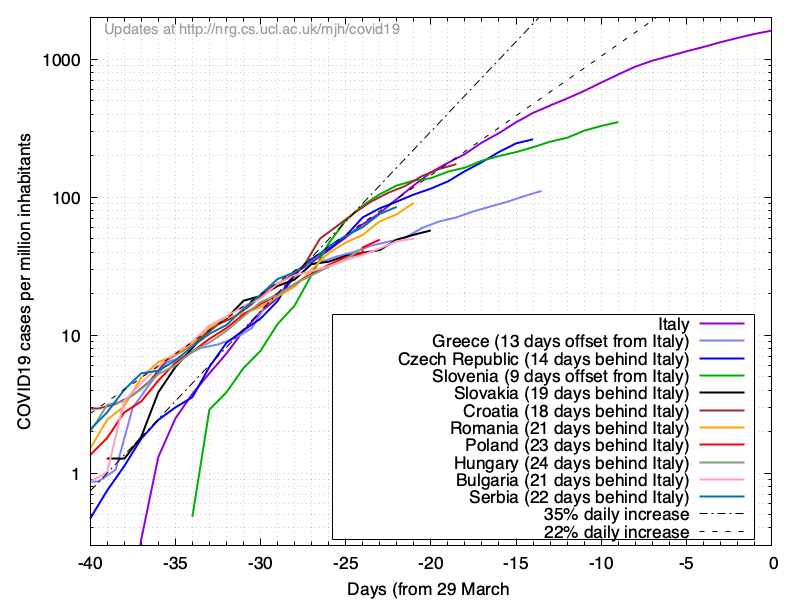 Updates at http://nrg.cs.ucl.ac.uk/mjh/covid19
1000
100
10
1
COVID19 cases per million inhabitants
Italy
Greece (13 days offset from Italy)
Czech Republic (14 days behind Italy)
Slovenia (9 days offset from Italy)
Slovakia (19 days behind Italy)
Croatia (18 days behind Italy)
Romania (21 days behind Italy)
Poland (23 days behind Italy)
Hungary (24 days behind Italy)
Bulgaria (21 days behind Italy)
Serbia (22 days behind Italy)
35% daily increase
22% daily increase
-40 -35 -30 -25 -20 -15 -10 -5 0
Days (from 29 March